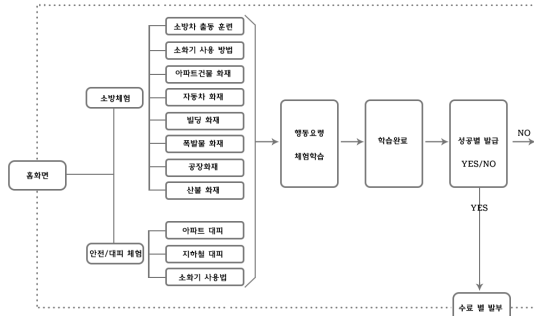 소방차 출동 훈련
소화기 사용 방법
아파트건물 화재
자동차 화재
소방체험
빌딩 화재
폭발물 화재
공장화재
산불 화재
홈화면
안전/대피 체험
아파트 대피
지하철 대피
소화기 사용법
행동요령
체험학습
학습완료
성공별 발급
YES/NO
NO
YES
수료 별 발부